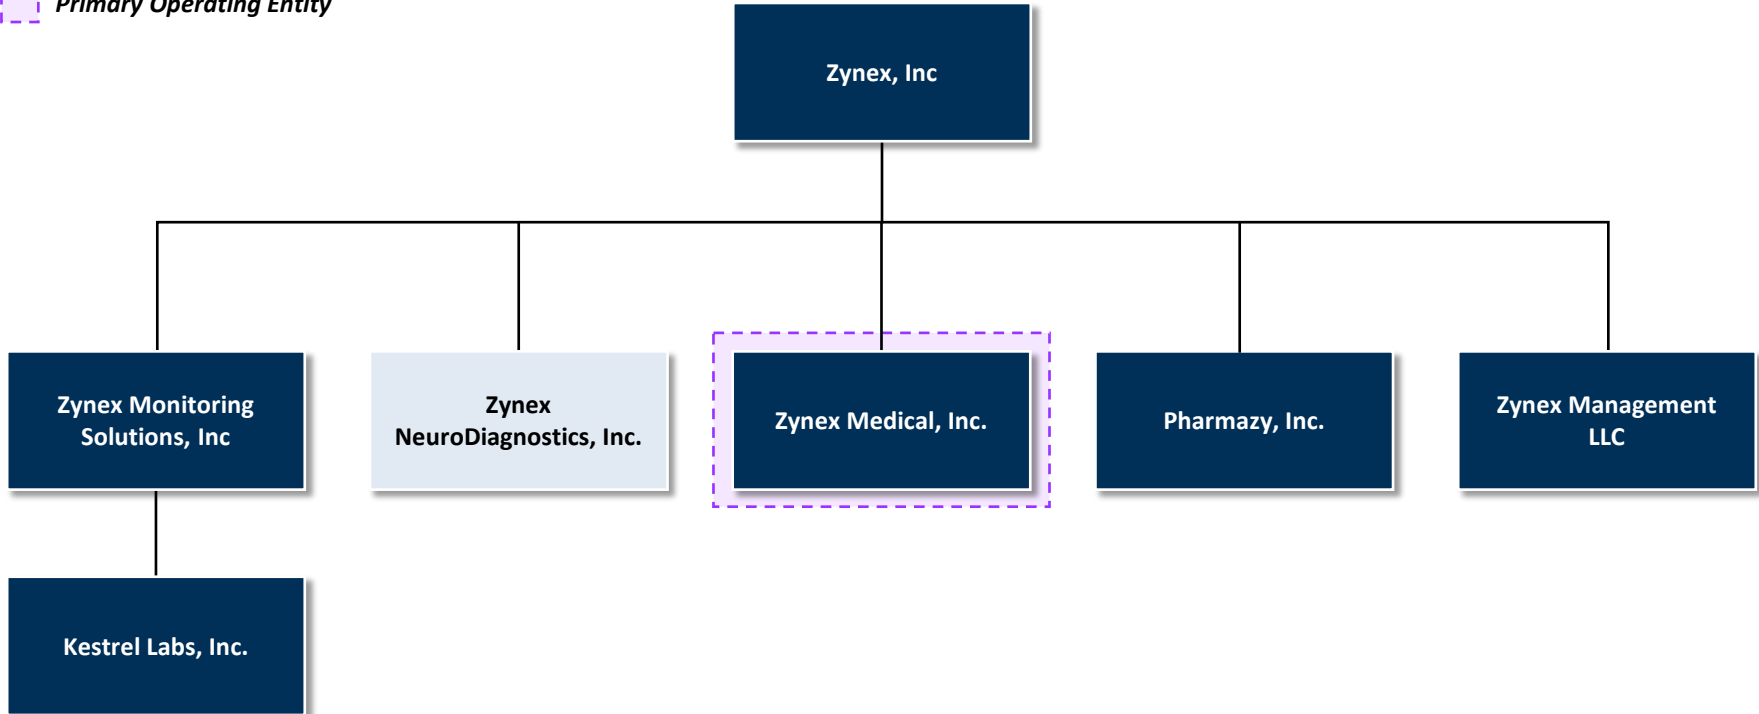 Primary Operating Entity
Zynex, Inc
Zynex Monitoring
Solutions, Inc
Zynex
NeuroDiagnostics, Inc.
Zynex Medical, Inc.
Pharmazy, Inc.
Zynex Management
LLC
Kestrel Labs, Inc.